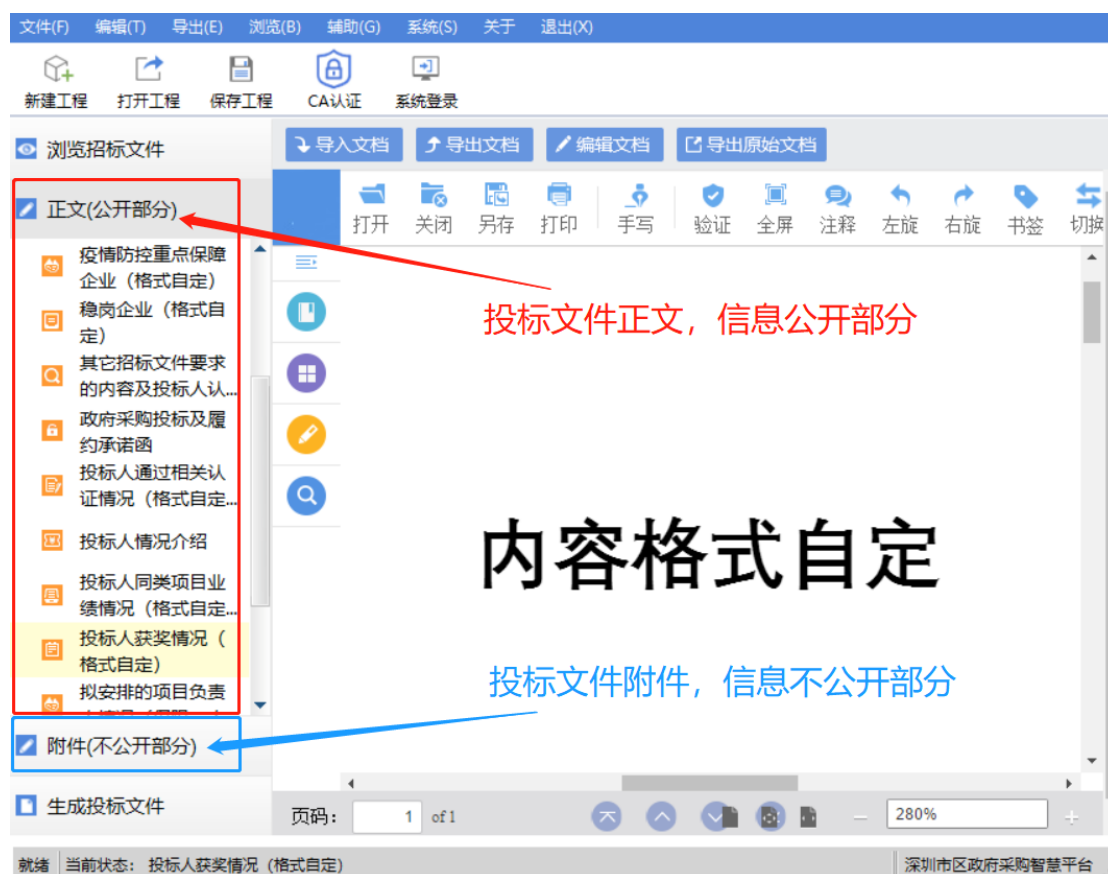 文件(F) 编辑(T) 导出(E) 浏览(B) 辅助(G) 系统(S) 关于 退出(X)
新建工程 打开工程 保存工程 CA认证 系统登录
浏览招标文件
正文(公开部分)
疫情防控重点保障
企业（格式自定）
稳岗企业（格式自
定）
其它招标文件要求
的内容及投标人认...
政府采购投标及履
约承诺函
投标人通过相关认
证情况（格式自定...
投标人情况介绍
投标人同类项目业
绩情况（格式自定...
投标人获奖情况（
格式自定）
拟安排的项目负责
附件(不公开部分)
生成投标文件
导入文档 导出文档 编辑文档 导出原始文档
打开 关闭 另存 打印 手写 验证 全屏 注释 左旋 右旋 书签 切换
投标文件正文，信息公开部分
内容格式自定
投标文件附件，信息不公开部分
页码： 1 of 1 280%
就绪 当前状态： 投标人获奖情况（格式自定） 深圳市区政府采购智慧平台